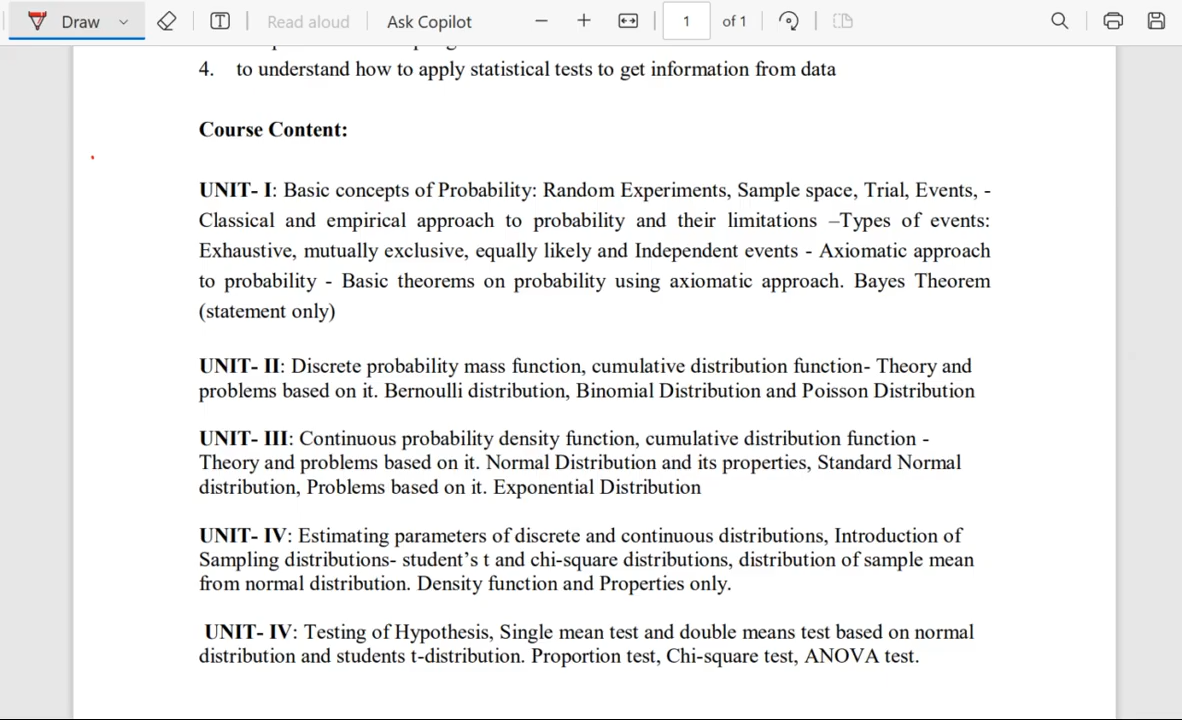 Draw
Read aloud
Ask Copilot
1
of 1
4. to understand how to apply statistical tests to get information from data
Course Content:
UNIT- I: Basic concepts of Probability: Random Experiments, Sample space, Trial, Events, -
Classical and empirical approach to probability and their limitations –Types of events:
Exhaustive, mutually exclusive, equally likely and Independent events - Axiomatic approach
to probability - Basic theorems on probability using axiomatic approach. Bayes Theorem
(statement only)
UNIT- II: Discrete probability mass function, cumulative distribution function- Theory and
problems based on it. Bernoulli distribution, Binomial Distribution and Poisson Distribution
UNIT- III: Continuous probability density function, cumulative distribution function -
Theory and problems based on it. Normal Distribution and its properties, Standard Normal
distribution, Problems based on it. Exponential Distribution
UNIT- IV: Estimating parameters of discrete and continuous distributions, Introduction of
Sampling distributions- student’s t and chi-square distributions, distribution of sample mean
from normal distribution. Density function and Properties only.
UNIT- IV: Testing of Hypothesis, Single mean test and double means test based on normal
distribution and students t-distribution. Proportion test, Chi-square test, ANOVA test.